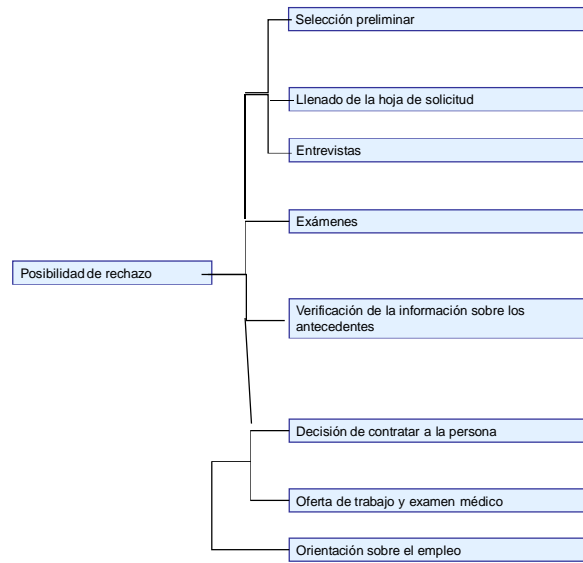 Selección preliminar
Llenado de la hoja de solicitud
Entrevistas
Exámenes
Posibilidad de rechazo
Verificación de la información sobre los
antecedentes
Decisión de contratar a la persona
Oferta de trabajo y examen médico
Orientación sobre el empleo